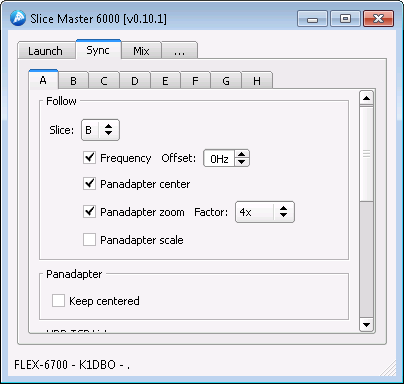 Slice Master 6000 [v0.10.1]
Launch Sync Mix ...
A B C D E F G H
Follow
Slice: B
Frequency Offset: 0Hz
Panadapter center
Panadapter zoom Factor: 4x
Panadapter scale
Panadapter
Keep centered
FLEX-6700 - K1DBO - .